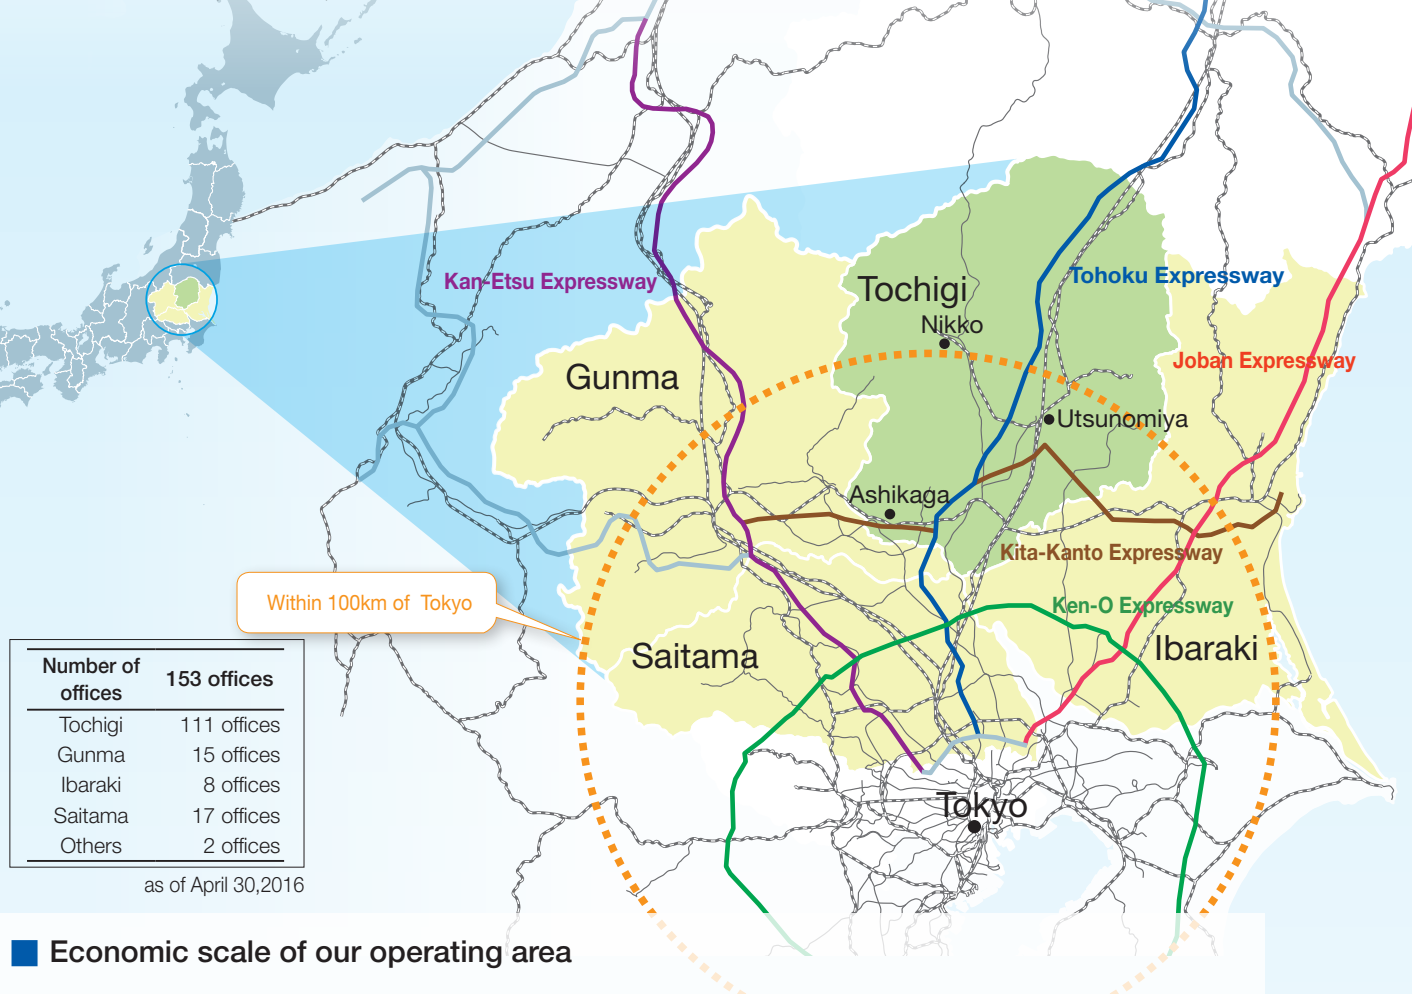 Kan-Etsu Expressway
Tochigi
Tohoku Expressway
Nikko
Gunma
Joban Expressway
Utsunomiya
Ashikaga
Kita-Kanto Expressway
Within 100km of Tokyo
Ken-O Expressway
Saitama
Ibaraki
Tokyo
Number of
offices
153 offices
Tochigi 111 offices
Gunma 15 offices
Ibaraki 8 offices
Saitama 17 offices
Others 2 offices
as of April 30,2016
Economic scale of our operating area